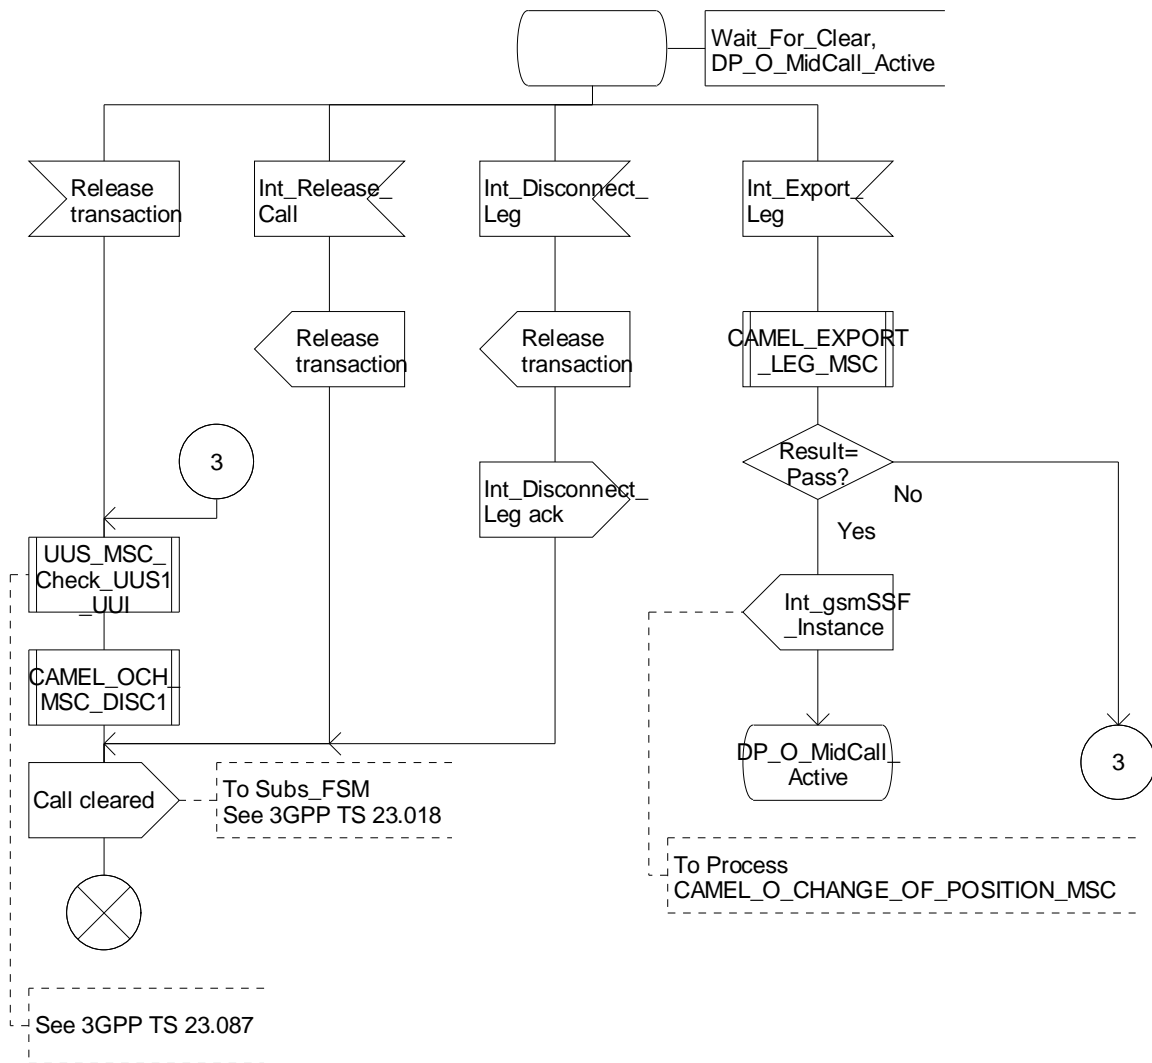 Wait_For_Clear,
DP_O_MidCall_Active
Release
transaction
Int_Release_
Call
Int_Disconnect_
Leg
Int_Export_
Leg
Release
transaction
Release
transaction
CAMEL_EXPORT
_LEG_MSC
3
Result=
Pass?
No
Int_Disconnect_
Leg ack
Yes
UUS_MSC_
Check_UUS1
_UUI
Int_gsmSSF
_Instance
CAMEL_OCH_
MSC_DISC1
DP_O_MidCall_
Active
3
Call cleared
To Subs_FSM
See 3GPP TS 23.018
To Process
CAMEL_O_CHANGE_OF_POSITION_MSC
See 3GPP TS 23.087